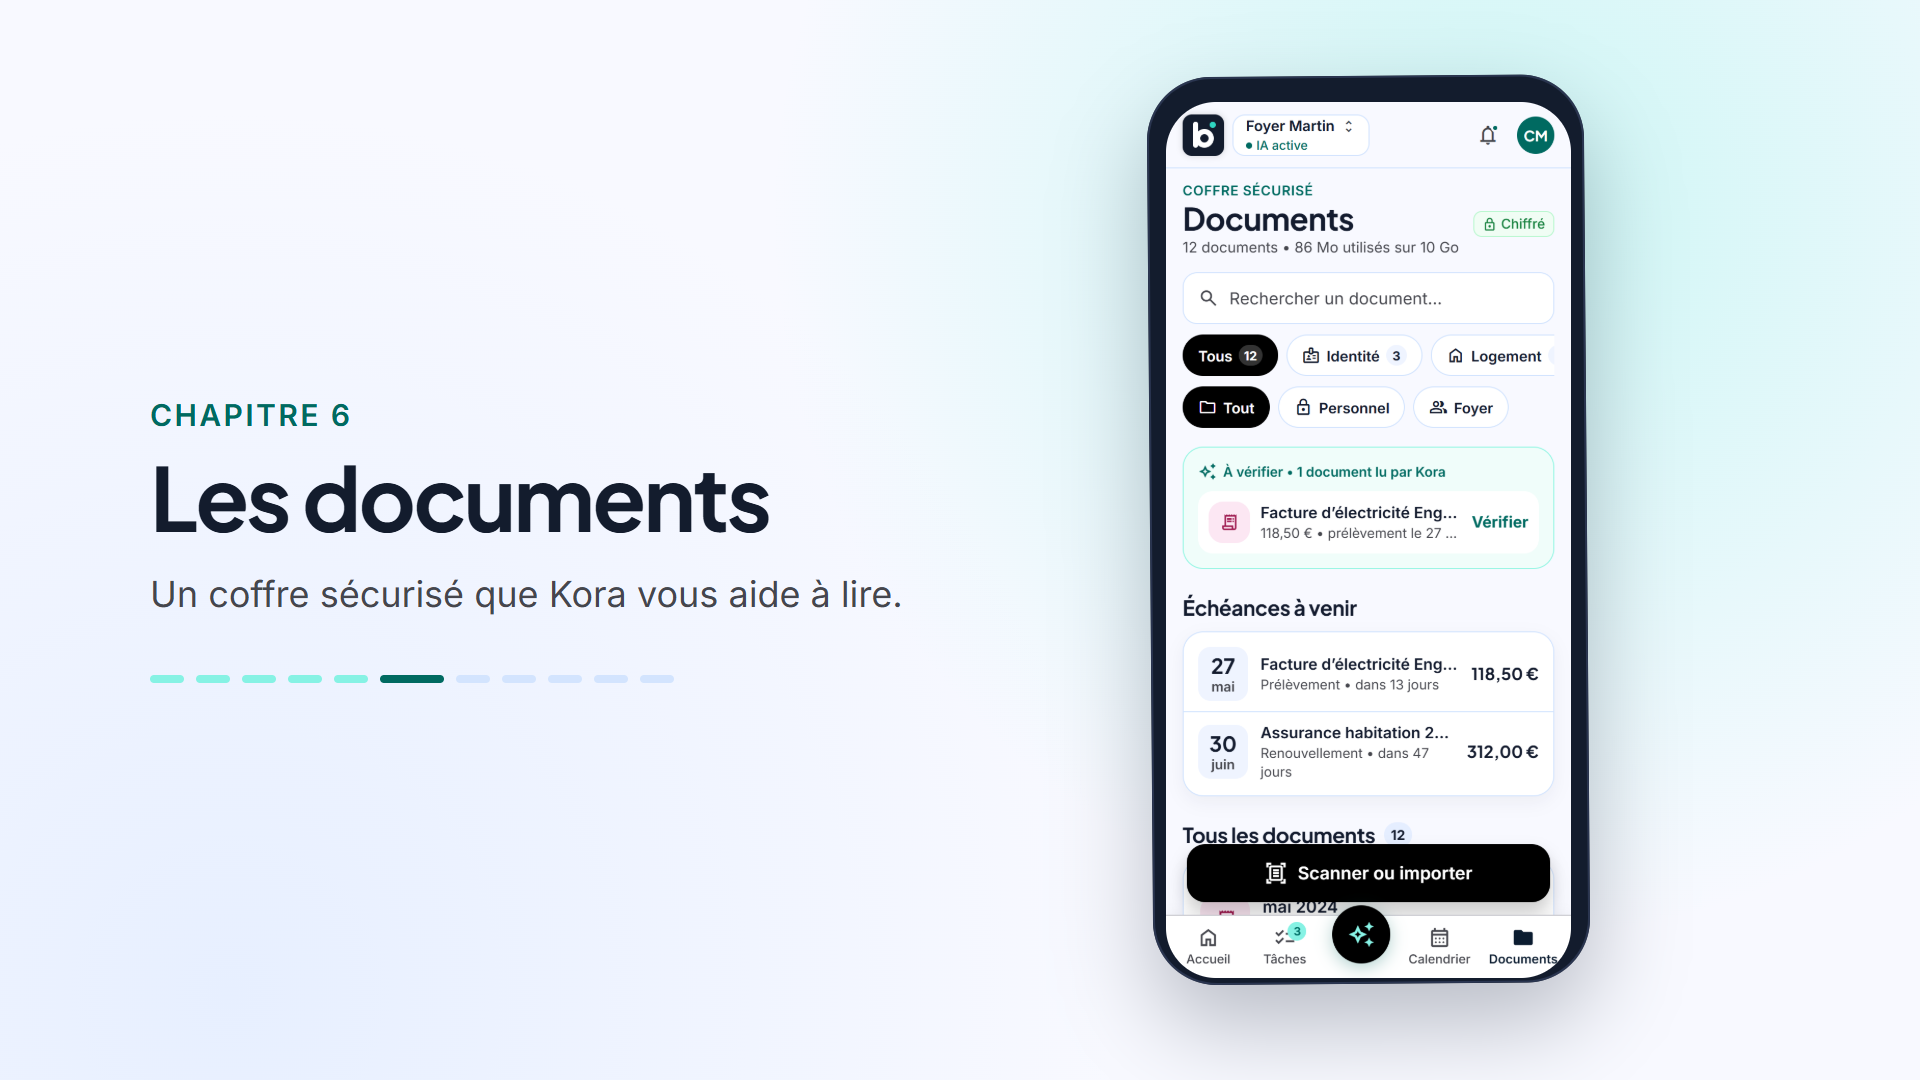 CHAPITRE 6
Les documents
Un coffre sécurisé que Kora vous aide à lire.
b
Foyer Martin
IA active
CM
COFFRE SÉCURISÉ
Documents
Chiffré
12 documents • 86 Mo utilisés sur 10 Go
Rechercher un document...
Tous 12
Identité 3
Logement
Tout
Personnel
Foyer
À vérifier • 1 document lu par Kora
Facture d’électricité Eng...
118,50 € • prélèvement le 27 ...
Vérifier
Échéances à venir
27 mai
Facture d’électricité Eng...
Prélèvement • dans 13 jours
118,50 €
30 juin
Assurance habitation 2...
Renouvellement • dans 47
jours
312,00 €
Tous les documents 12
Scanner ou importer
mai 2024
Accueil
3
Tâches
Calendrier
Documents